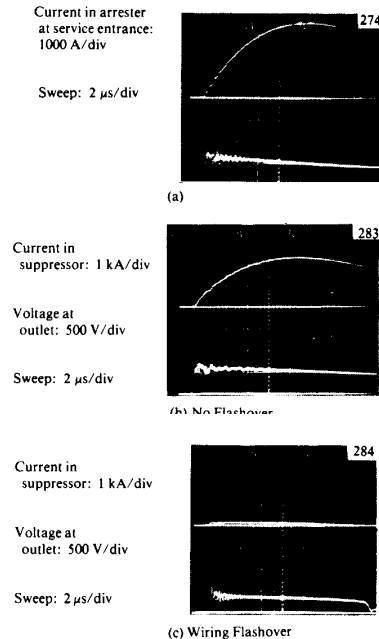 Current in arrester
at service entrance:
1000 A/div
274
Sweep: 2 μs/div
(a)
283
Current in
suppressor: 1 kA/div
Voltage at
outlet: 500 V/div
Sweep: 2 μs/div
(b) No Flashover
284
Current in
suppressor: 1 kA/div
Voltage at
outlet: 500 V/div
Sweep: 2 μs/div
(c) Wiring Flashover